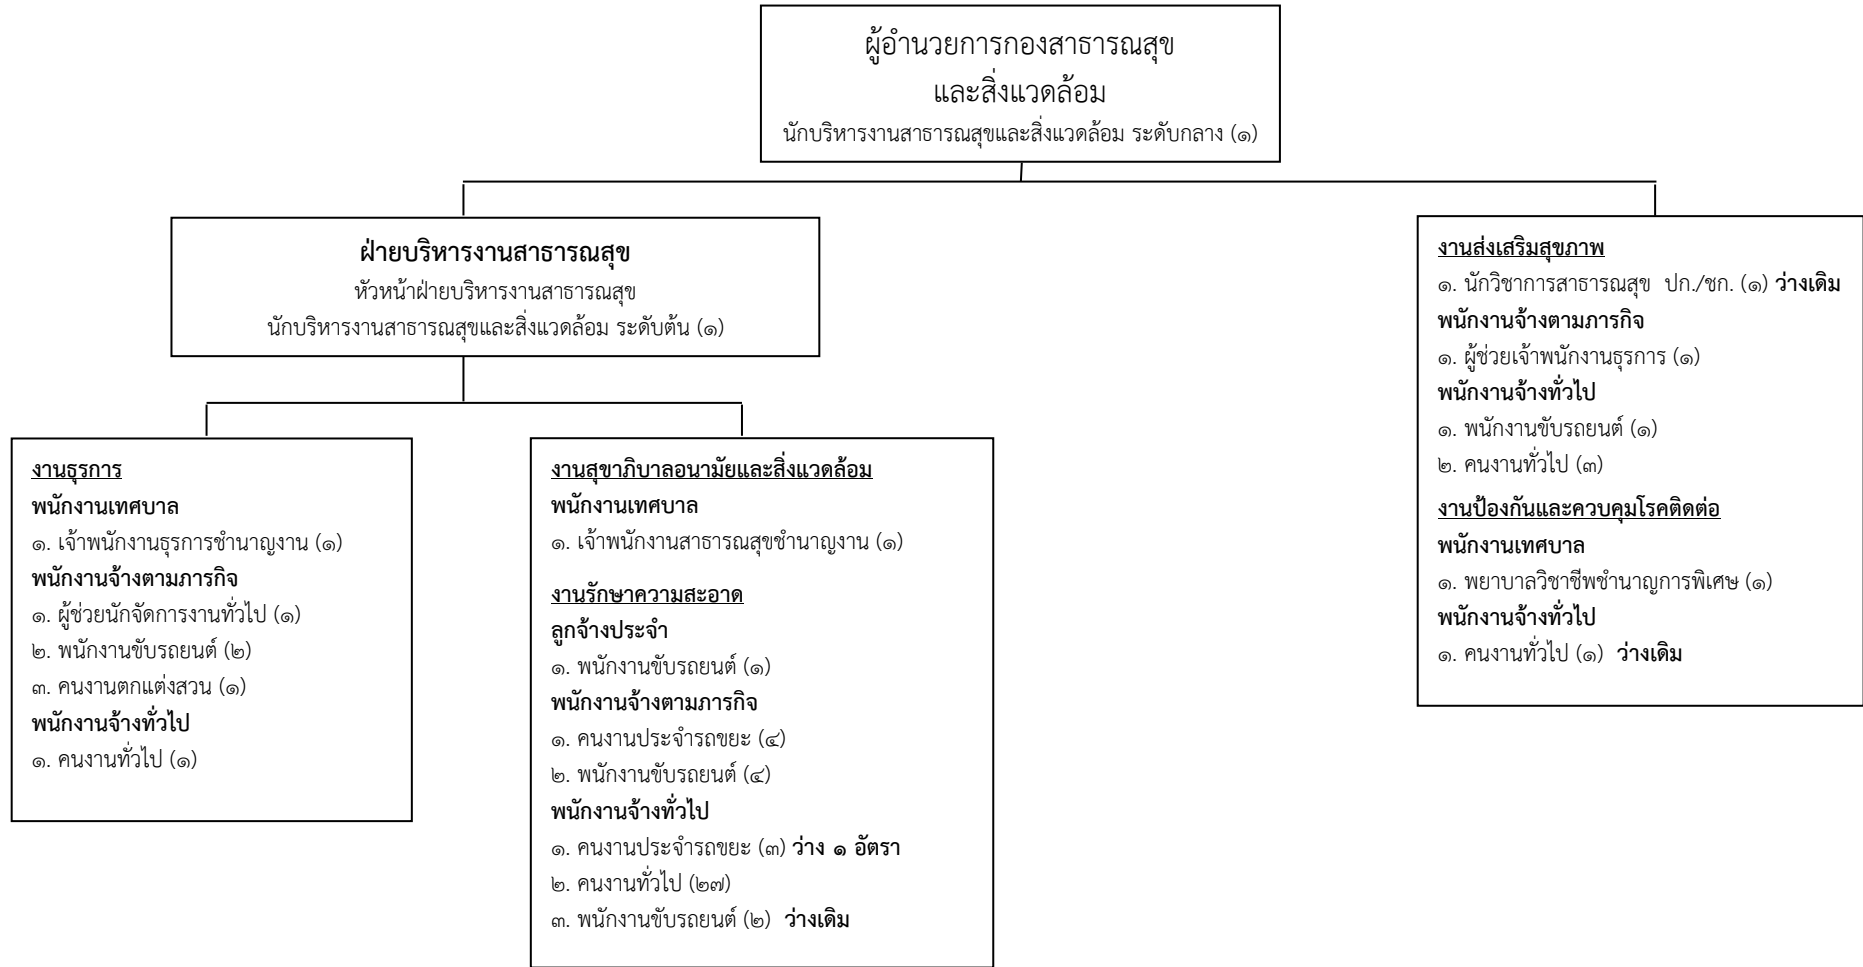 ผู้อำนวยการกองสาธารณสุข
และสิ่งแวดล้อม
นักบริหารงานสาธารณสุขและสิ่งแวดล้อม ระดับกลาง (๑)
ฝ่ายบริหารงานสาธารณสุข
หัวหน้าฝ่ายบริหารงานสาธารณสุข
นักบริหารงานสาธารณสุขและสิ่งแวดล้อม ระดับต้น (๑)
งานธุรการ
พนักงานเทศบาล
๑. เจ้าพนักงานธุรการชำนาญงาน (๑)
พนักงานจ้างตามภารกิจ
๑. ผู้ช่วยนักจัดการงานทั่วไป (๑)
๒. พนักงานขับรถยนต์ (๒)
๓. คนงานตกแต่งสวน (๑)
พนักงานจ้างทั่วไป
๑. คนงานทั่วไป (๑)
งานสุขาภิบาลอนามัยและสิ่งแวดล้อม
พนักงานเทศบาล
๑. เจ้าพนักงานสาธารณสุขชำนาญงาน (๑)
งานรักษาความสะอาด
ลูกจ้างประจำ
๑. พนักงานขับรถยนต์ (๑)
พนักงานจ้างตามภารกิจ
๑. คนงานประจำรถขยะ (๔)
๒. พนักงานขับรถยนต์ (๔)
พนักงานจ้างทั่วไป
๑. คนงานประจำรถขยะ (๓) ว่าง ๑ อัตรา
๒. คนงานทั่วไป (๒๗)
๓. พนักงานขับรถยนต์ (๒) ว่างเดิม
งานส่งเสริมสุขภาพ
๑. นักวิชาการสาธารณสุข ปก./ชก. (๑) ว่างเดิม
พนักงานจ้างตามภารกิจ
๑. ผู้ช่วยเจ้าพนักงานธุรการ (๑)
พนักงานจ้างทั่วไป
๑. พนักงานขับรถยนต์ (๑)
๒. คนงานทั่วไป (๓)
งานป้องกันและควบคุมโรคติดต่อ
พนักงานเทศบาล
๑. พยาบาลวิชาชีพชำนาญการพิเศษ (๑)
พนักงานจ้างทั่วไป
๑. คนงานทั่วไป (๑) ว่างเดิม